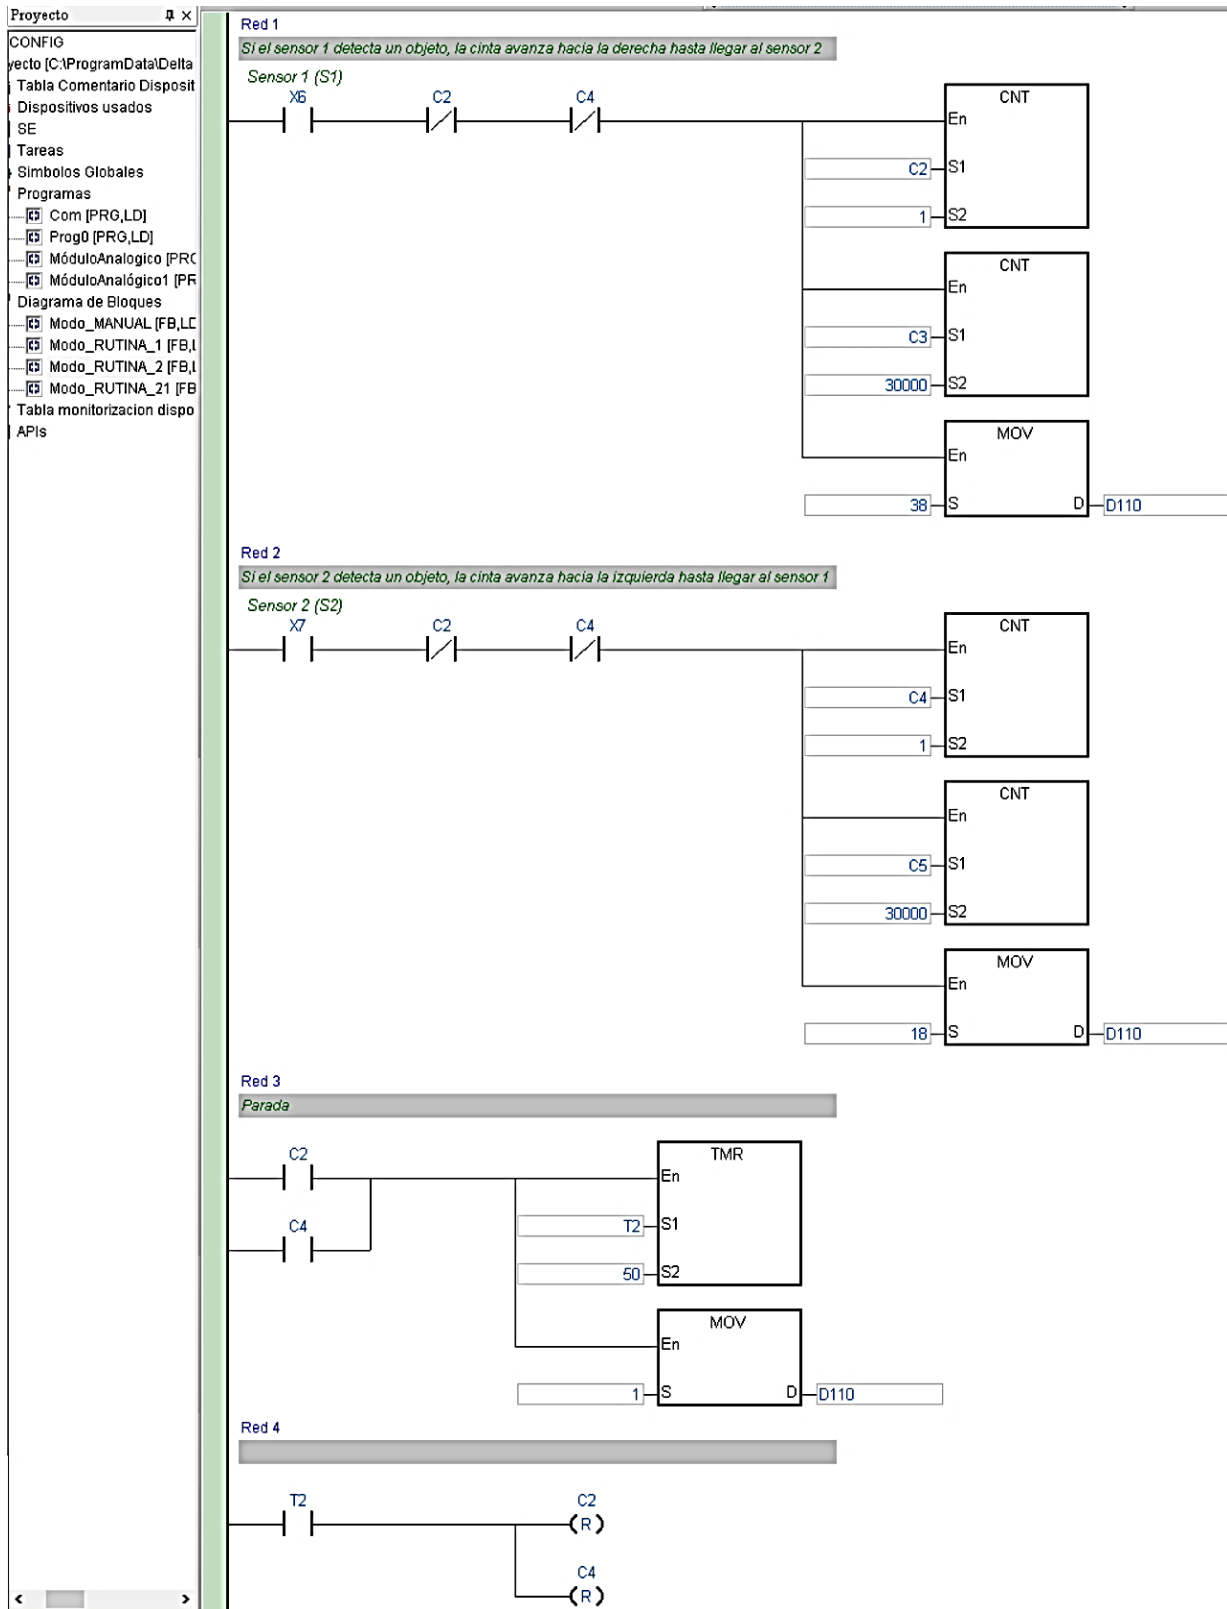 Proyecto
CONFIG
yecto [C:\ProgramData\Delta
Tabla Comentario Disposit
Dispositivos usados
SE
Tareas
Simbolos Globales
Programas
Com [PRG,LD]
Prog0 [PRG,LD]
MóduloAnalogico [PRC
MóduloAnalógico1 [PR
Diagrama de Bloques
Modo_MANUAL [FB,LD
Modo_RUTINA_1 [FB,L
Modo_RUTINA_2 [FB,L
Modo_RUTINA_21 [FB
Tabla monitorizacion dispo
APIs
Red 1
Si el sensor 1 detecta un objeto, la cinta avanza hacia la derecha hasta llegar al sensor 2
Sensor 1 (S1)
X6 C2 C4 CNT
En
C2 S1
1 S2
CNT
En
C3 S1
30000 S2
MOV
En
38 S D D110
Red 2
Si el sensor 2 detecta un objeto, la cinta avanza hacia la izquierda hasta llegar al sensor 1
Sensor 2 (S2)
X7 C2 C4 CNT
En
C4 S1
1 S2
CNT
En
C5 S1
30000 S2
MOV
En
18 S D D110
Red 3
Parada
C2 TMR
En
C4 T2 S1
50 S2
MOV
En
1 S D D110
Red 4
T2 C2
( R )
C4
( R )